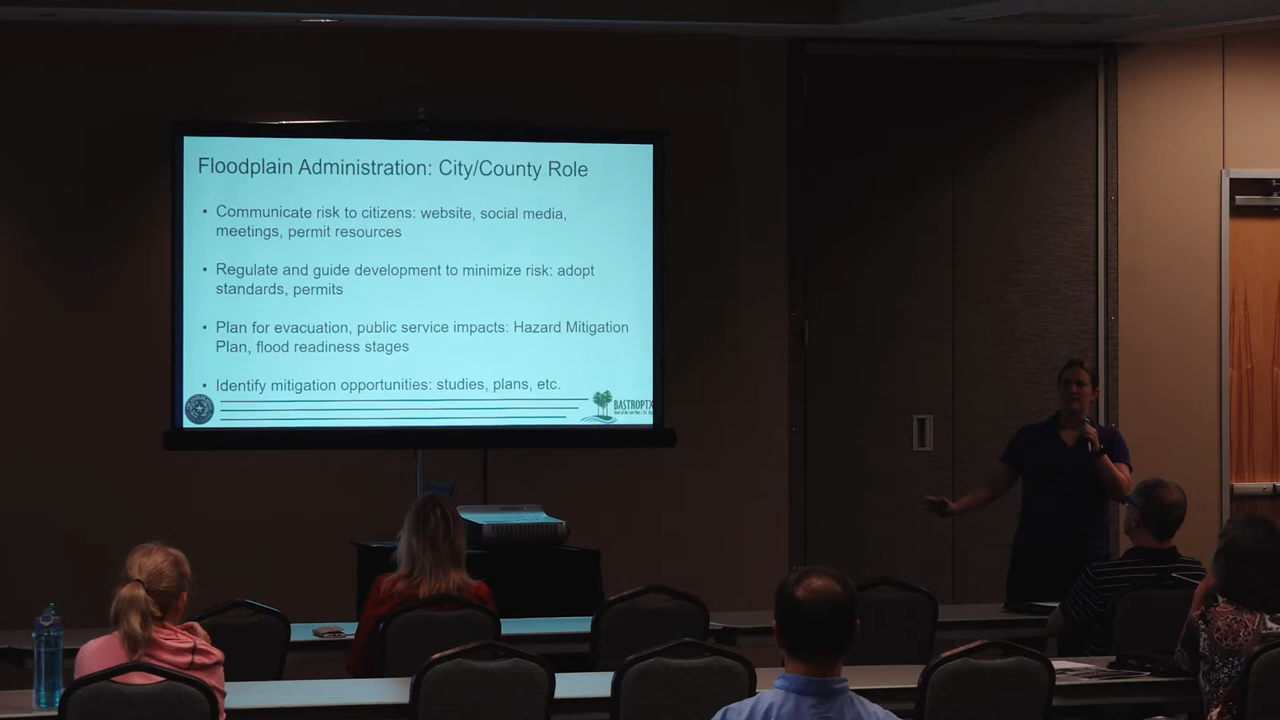 Floodplain Administration: City/County Role
• Communicate risk to citizens: website, social media,
meetings, permit resources
• Regulate and guide development to minimize risk: adopt
standards, permits
• Plan for evacuation, public service impacts: Hazard Mitigation
Plan, flood readiness stages
• Identify mitigation opportunities: studies, plans, etc.
BASTROPTX